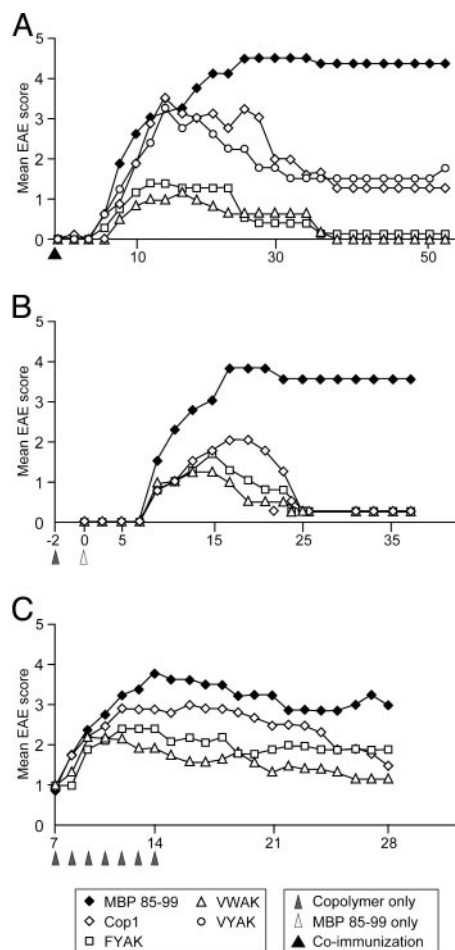 A
5
4
3
2
1
0
Mean EAE score
10 30 50
B
5
4
3
2
1
0
Mean EAE score
-2 0 5 15 25 35
C
5
4
3
2
1
0
Mean EAE score
7 14 21 28
MBP 85-99
Cop1
FYAK
VWAK
VYAK
Copolymer only
MBP 85-99 only
Co-immunization